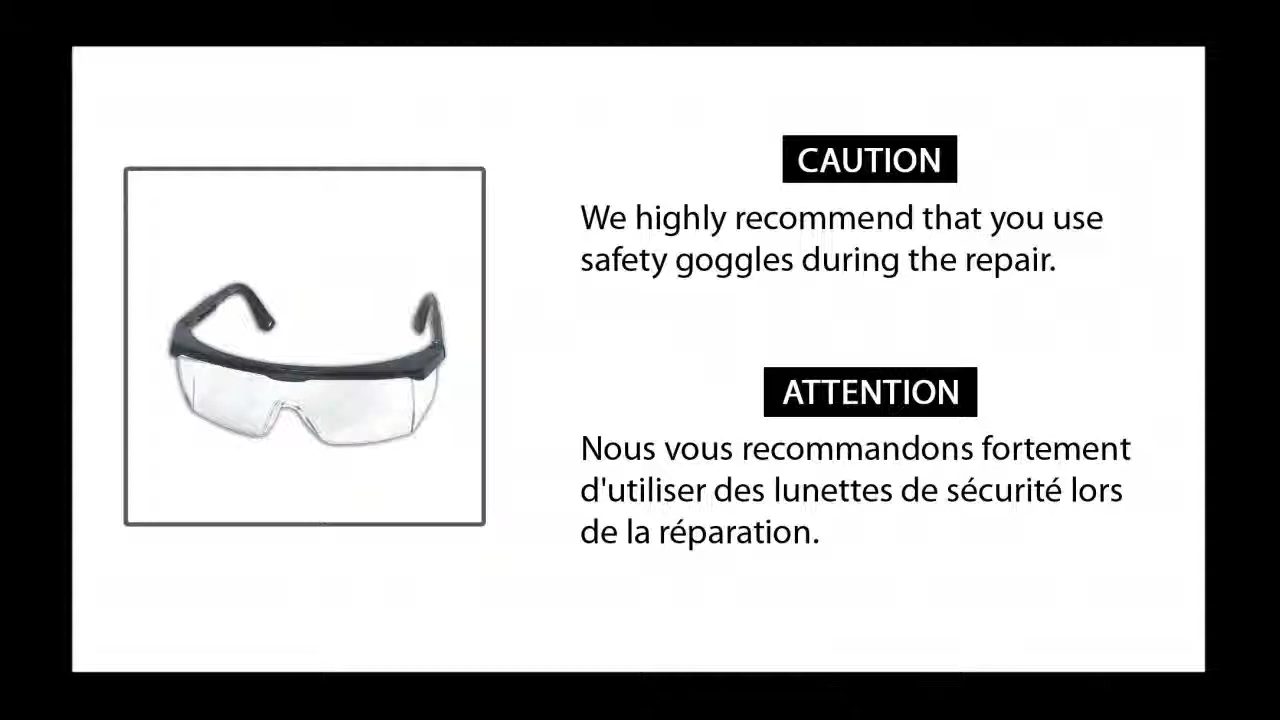 CAUTION
We highly recommend that you use
safety goggles during the repair.
ATTENTION
Nous vous recommandons fortement
d'utiliser des lunettes de sécurité lors
de la réparation.